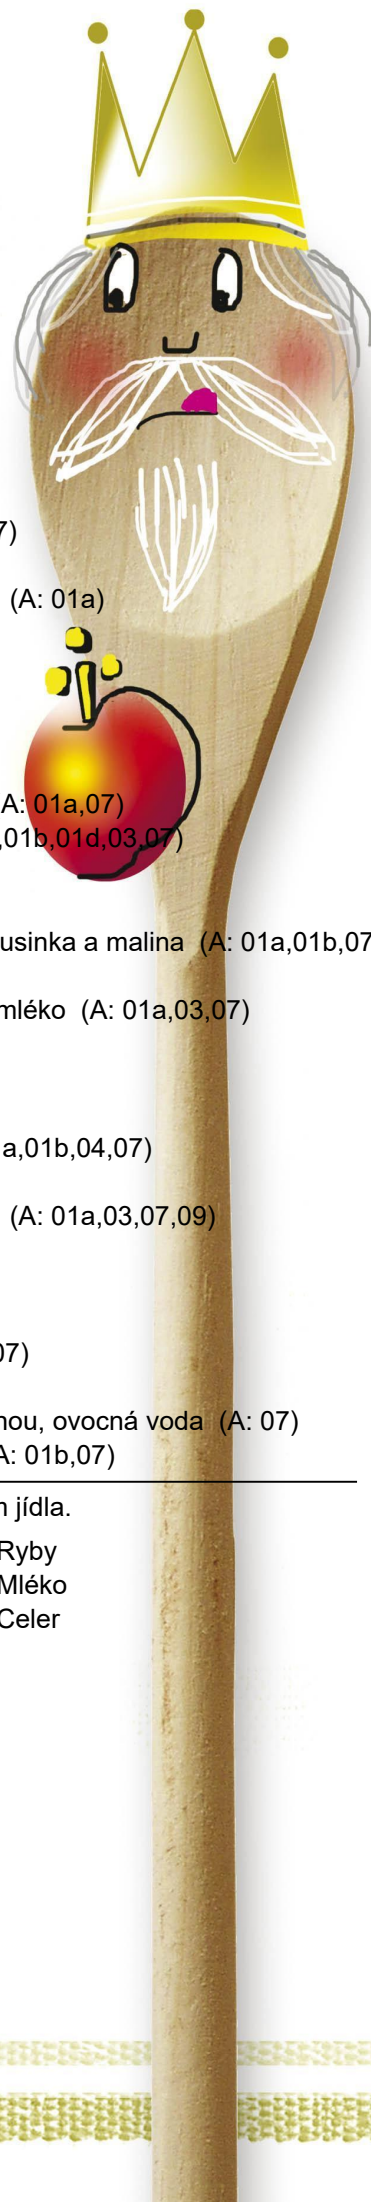 7)
(A: 01a)
A: 01a,07)
,01b,01d,03,07)
usinka a malina (A: 01a,01b,07
mléko (A: 01a,03,07)
a,01b,04,07)
(A: 01a,03,07,09)
07)
nou, ovocná voda (A: 07)
A: 01b,07)
jídla.
Ryby
Mléko
Celer